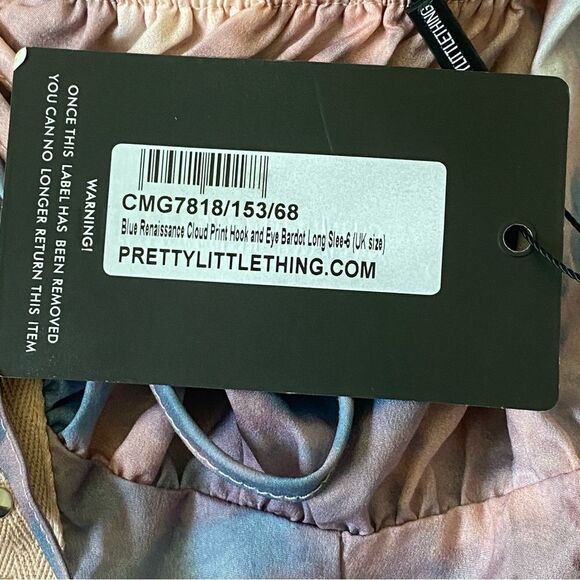 LITTLETHING
CMG7818/153/68
Blue Renaissance Cloud Print Hook and Eye Bardot Long Slee-6 (UK size)
PRETTYLITTLETHING.COM
WARNING!
ONCE THIS LABEL HAS BEEN REMOVED
YOU CAN NO LONGER RETURN THIS ITEM